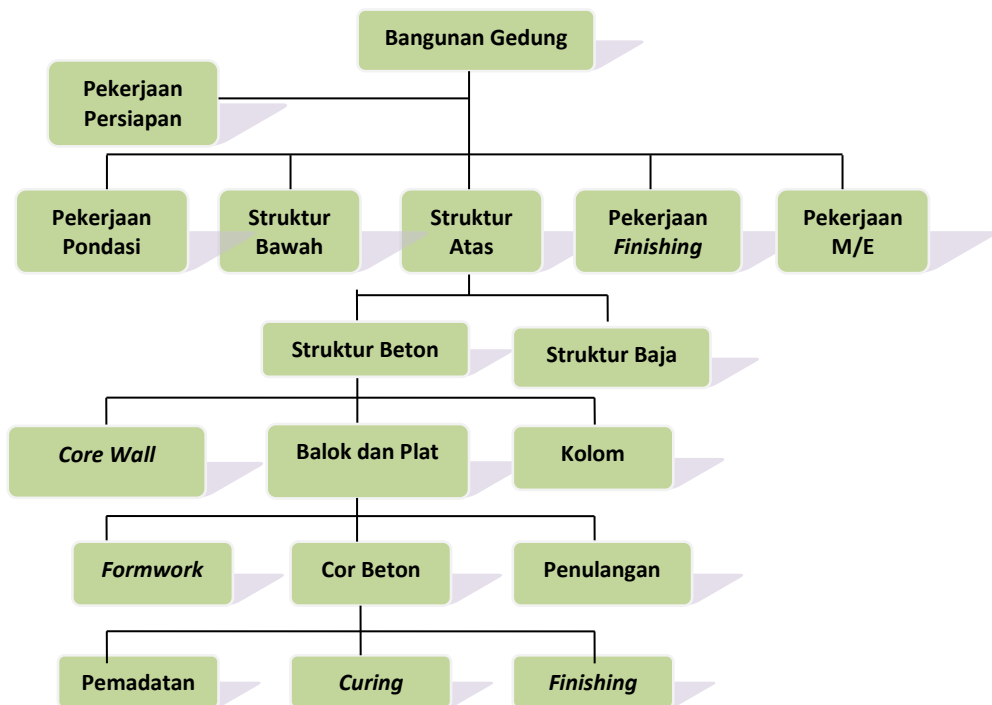 Bangunan Gedung
Pekerjaan
Persiapan
Pekerjaan
Pondasi
Struktur
Bawah
Struktur
Atas
Pekerjaan
Finishing
Pekerjaan
M/E
Struktur Beton
Struktur Baja
Core Wall
Balok dan Plat
Kolom
Formwork
Cor Beton
Penulangan
Pemadatan
Curing
Finishing